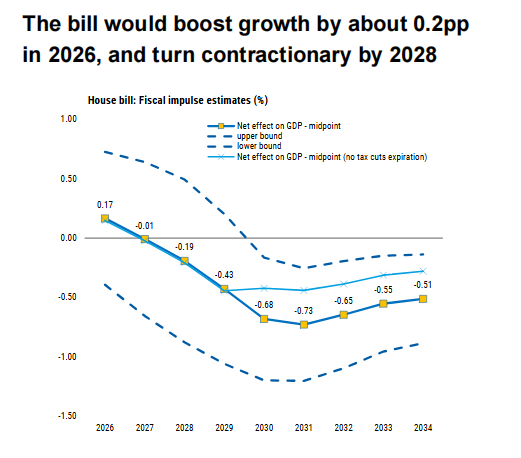 The bill would boost growth by about 0.2pp
in 2026, and turn contractionary by 2028
House bill: Fiscal impulse estimates (%)
1.00
Net effect on GDP - midpoint
upper bound
lower bound
Net effect on GDP - midpoint (no tax cuts expiration)
0.50
0.17
-0.01
0.00
-0.19
-0.43
-0.50
-0.68
-0.73
-0.65
-0.55
-0.51
-1.00
-1.50
2026 2027 2028 2029 2030 2031 2032 2033 2034